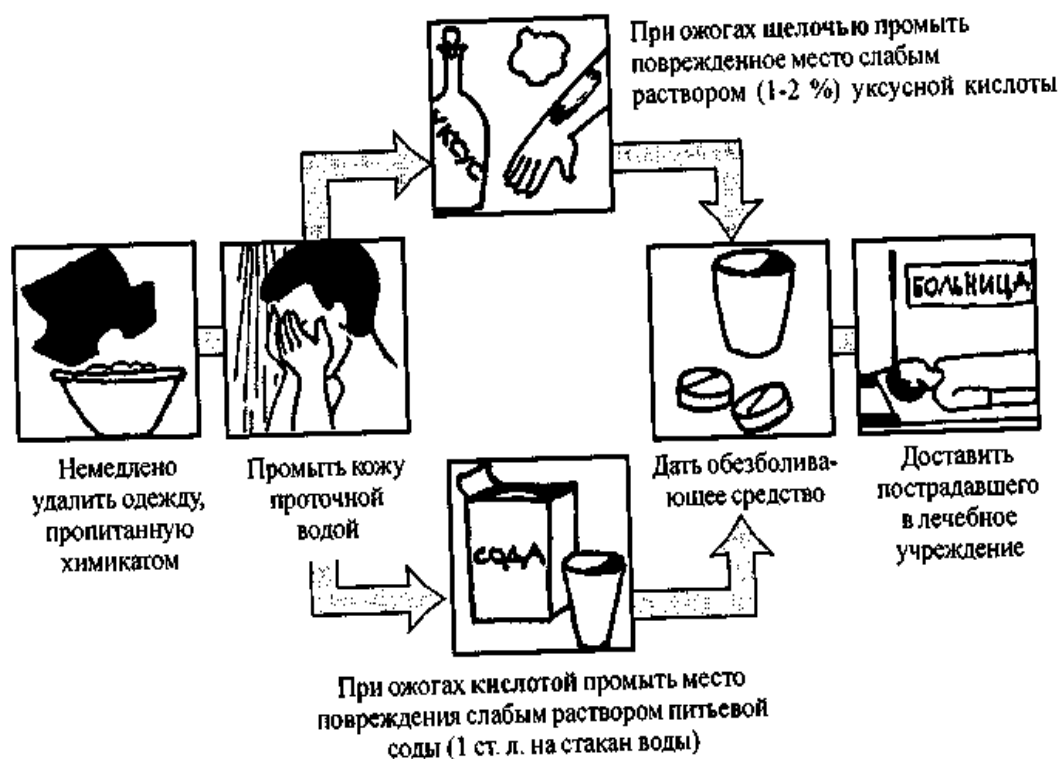 При ожогах щелочью промыть
поврежденное место слабым
раствором (1-2 %) уксусной кислоты
УКСУС
БОЛЬНИЦА
Немедлено
удалить одежду,
пропитанную
химикатом
Промыть кожу
проточной
водой
СОДА
Дать обезболива-
ющее средство
Доставить
пострадавшего
в лечебное
учреждение
При ожогах кислотой промыть место
повреждения слабым раствором питьевой
соды (1 ст. л. на стакан воды)